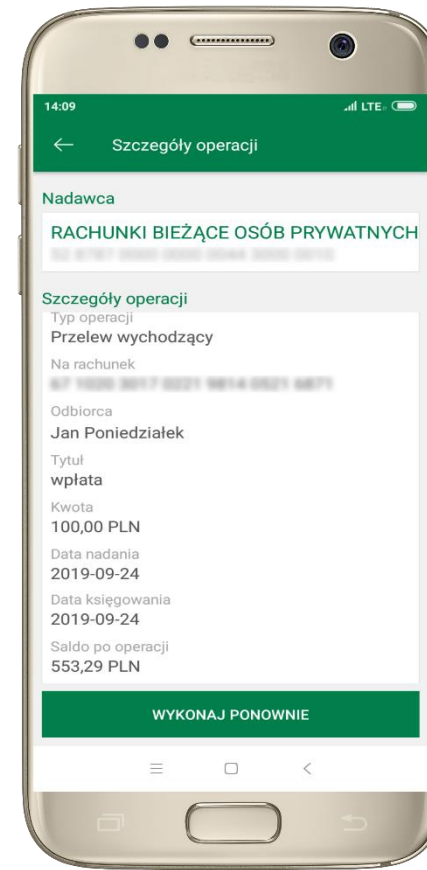 14:09
LTE
Szczegóły operacji
Nadawca
RACHUNKI BIEŻĄCE OSÓB PRYWATNYCH
Szczegóły operacji
Typ operacji
Przelew wychodzący
Na rachunek
Odbiorca
Jan Poniedziałek
Tytuł
wpłata
Kwota
100,00 PLN
Data nadania
2019-09-24
Data księgowania
2019-09-24
Saldo po operacji
553,29 PLN
WYKONAJ PONOWNIE